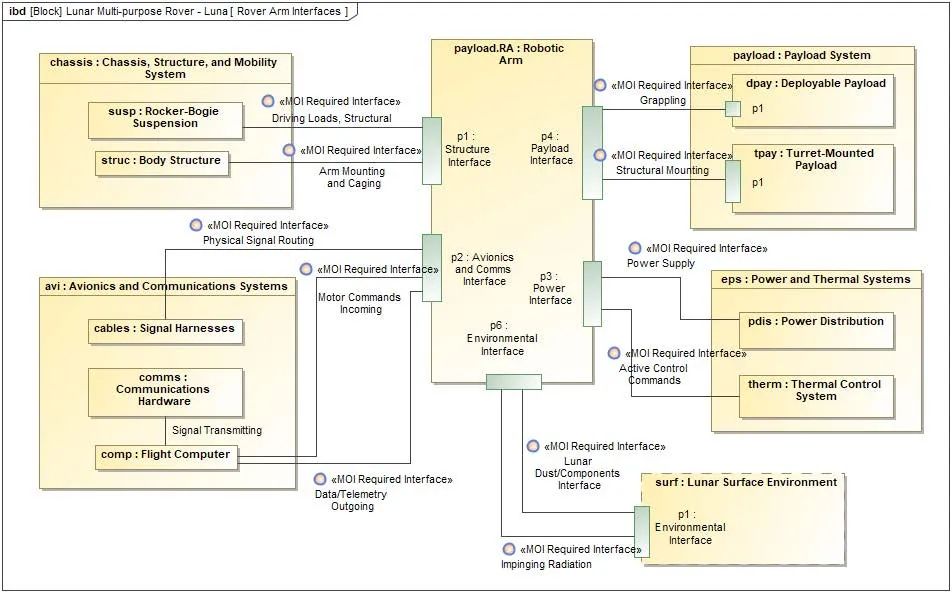 ibd [Block] Lunar Multi-purpose Rover - Luna [ Rover Arm Interfaces ]
chassis : Chassis, Structure, and Mobility
System
susp : Rocker-Bogie
Suspension
struc : Body Structure
«MOI Required Interface»
Driving Loads, Structural
«MOI Required Interface»
Arm Mounting
and Caging
payload.RA : Robotic
Arm
p1 :
Structure
Interface
p4 :
Payload
Interface
p2 : Avionics
and Comms
Interface
p3 :
Power
Interface
p6 :
Environmental
Interface
«MOI Required Interface»
Grappling
«MOI Required Interface»
Structural Mounting
payload : Payload System
dpay : Deployable Payload
p1
tpay : Turret-Mounted
Payload
p1
«MOI Required Interface»
Physical Signal Routing
«MOI Required Interface»
Motor Commands
Incoming
avi : Avionics and Communications Systems
cables : Signal Harnesses
comms :
Communications
Hardware
Signal Transmitting
comp : Flight Computer
«MOI Required Interface»
Data/Telemetry
Outgoing
«MOI Required Interface»
Power Supply
«MOI Required Interface»
Active Control
Commands
eps : Power and Thermal Systems
pdis : Power Distribution
therm : Thermal Control
System
«MOI Required Interface»
Lunar
Dust/Components
Interface
«MOI Required Interface»
Impinging Radiation
surf : Lunar Surface Environment
p1 :
Environmental
Interface